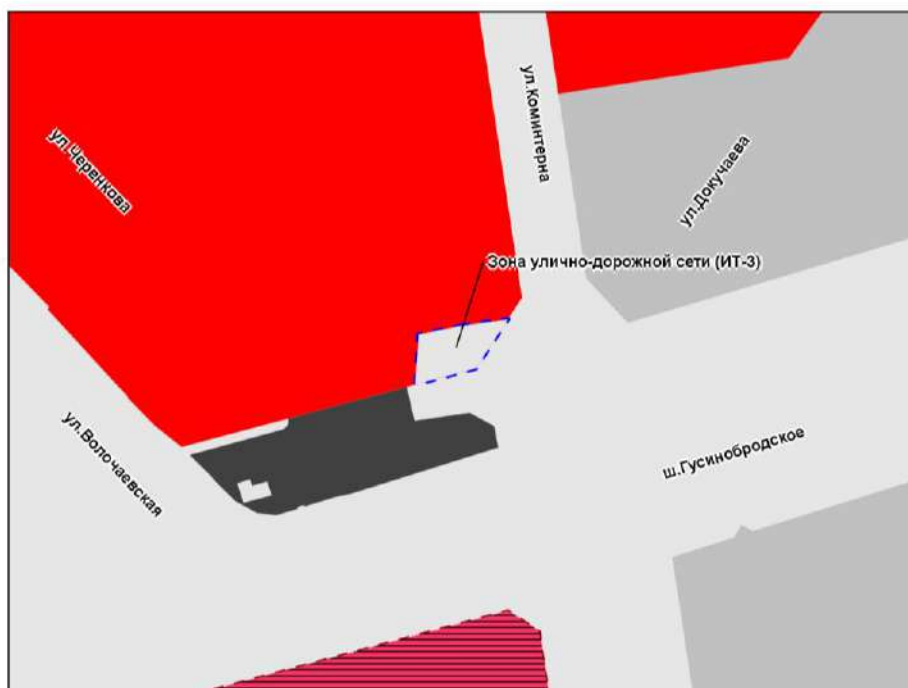 ул.Коминтерна
ул.Черенкова
ул.Докучаева
Зона улично-дорожной сети (ИТ-3)
ул.Волочаевская
ш.Гусинобродское